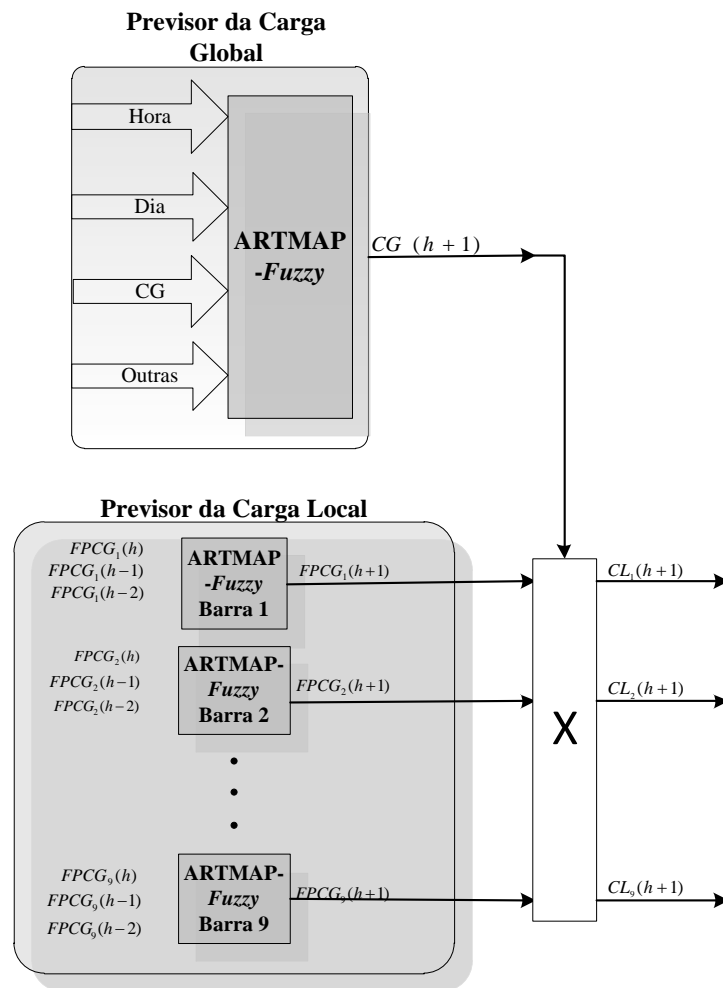 Previsor da Carga
Global
Hora
Dia
CG
Outras
ARTMAP
-Fuzzy
CG (h + 1)
Previsor da Carga Local
FPCG₁(h)
FPCG₁(h−1)
FPCG₁(h−2)
ARTMAP
-Fuzzy
Barra 1
FPCG₁(h+1)
CL₁(h+1)
FPCG₂(h)
FPCG₂(h−1)
FPCG₂(h−2)
ARTMAP-
Fuzzy
Barra 2
FPCG₂(h+1)
CL₂(h+1)
X
FPCG₉(h)
FPCG₉(h−1)
FPCG₉(h−2)
ARTMAP-
Fuzzy
Barra 9
FPCG₉(h+1)
CL₉(h+1)